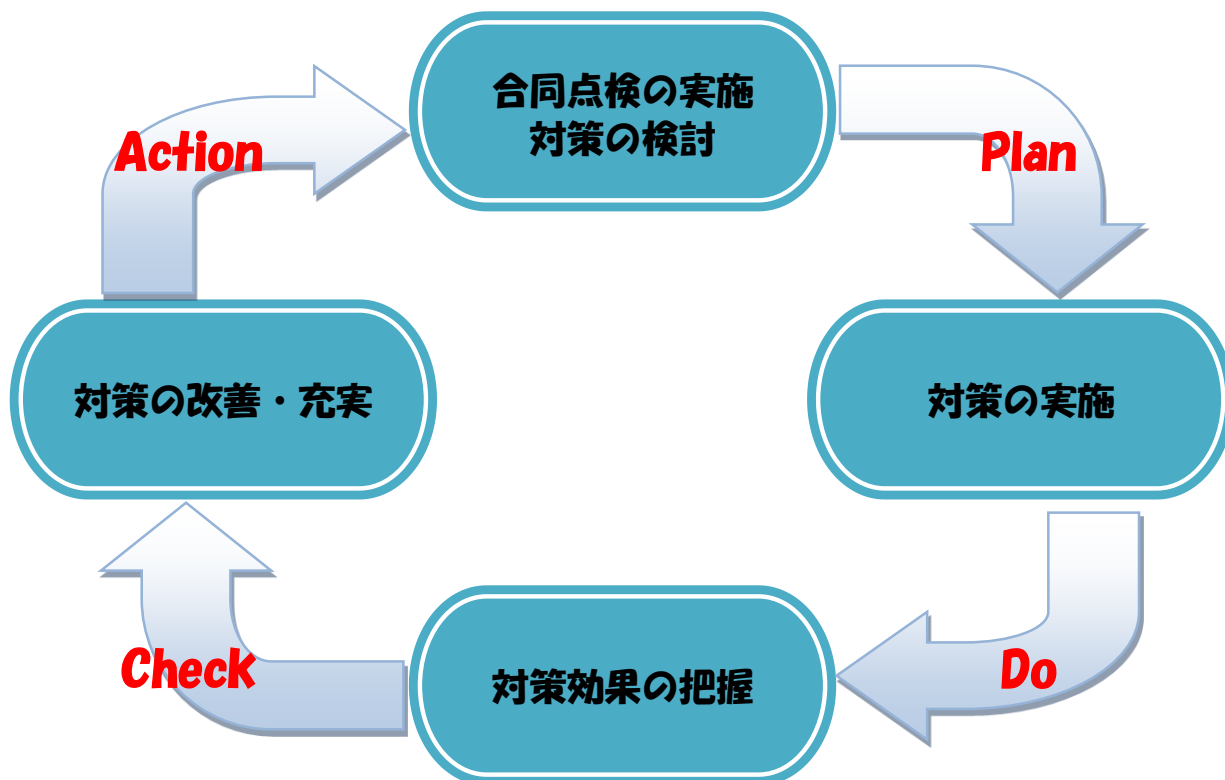 合同点検の実施
対策の検討
Action
Plan
対策の改善・充実
対策の実施
Check
Do
対策効果の把握